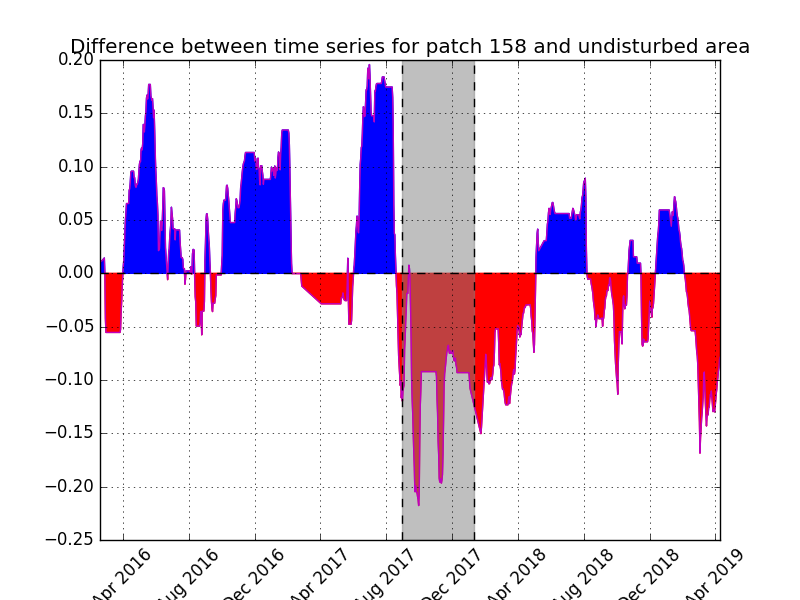 Difference between time series for patch 158 and undisturbed area
0.20
0.15
0.10
0.05
0.00
−0.05
−0.10
−0.15
−0.20
−0.25
Apr 2016
Aug 2016
Dec 2016
Apr 2017
Aug 2017
Dec 2017
Apr 2018
Aug 2018
Dec 2018
Apr 2019